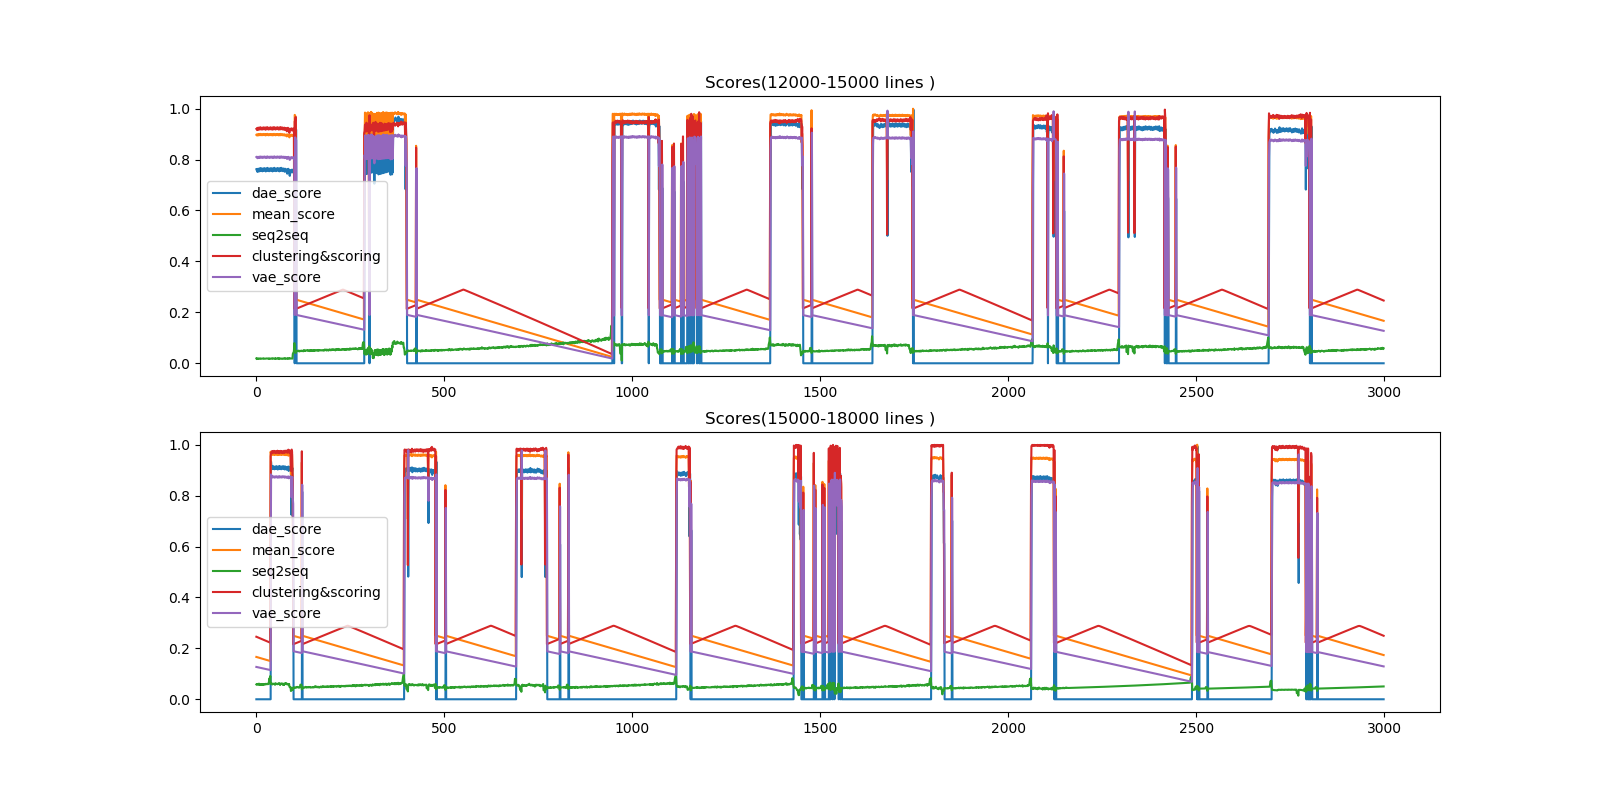 Scores(12000-15000 lines )
1.0
0.8
0.6
0.4
0.2
0.0
dae_score
mean_score
seq2seq
clustering&scoring
vae_score
0 500 1000 1500 2000 2500 3000
Scores(15000-18000 lines )
1.0
0.8
0.6
0.4
0.2
0.0
dae_score
mean_score
seq2seq
clustering&scoring
vae_score
0 500 1000 1500 2000 2500 3000